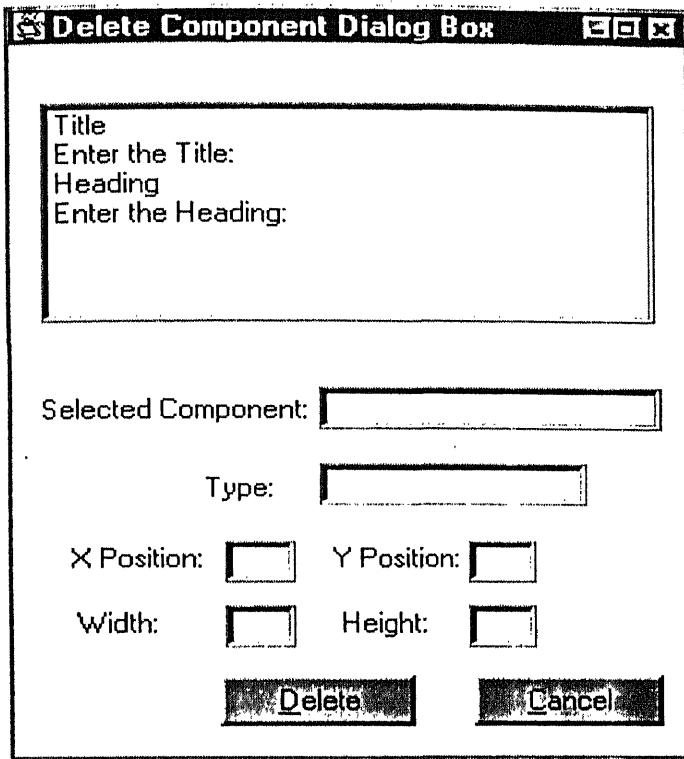 Delete Component Dialog Box
Title
Enter the Title:
Heading
Enter the Heading:
Selected Component:
Type:
X Position: Y Position:
Width: Height:
Delete Cancel